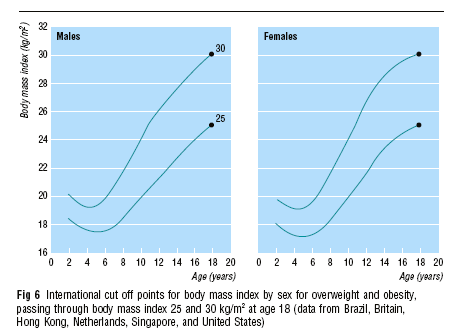 Body mass index (kg/m²)
32
30
28
26
24
22
20
18
16
Males
30
25
0 2 4 6 8 10 12 14 16 18 20
Age (years)
Females
0 2 4 6 8 10 12 14 16 18 20
Age (years)
Fig 6 International cut off points for body mass index by sex for overweight and obesity,
passing through body mass index 25 and 30 kg/m² at age 18 (data from Brazil, Britain,
Hong Kong, Netherlands, Singapore, and United States)